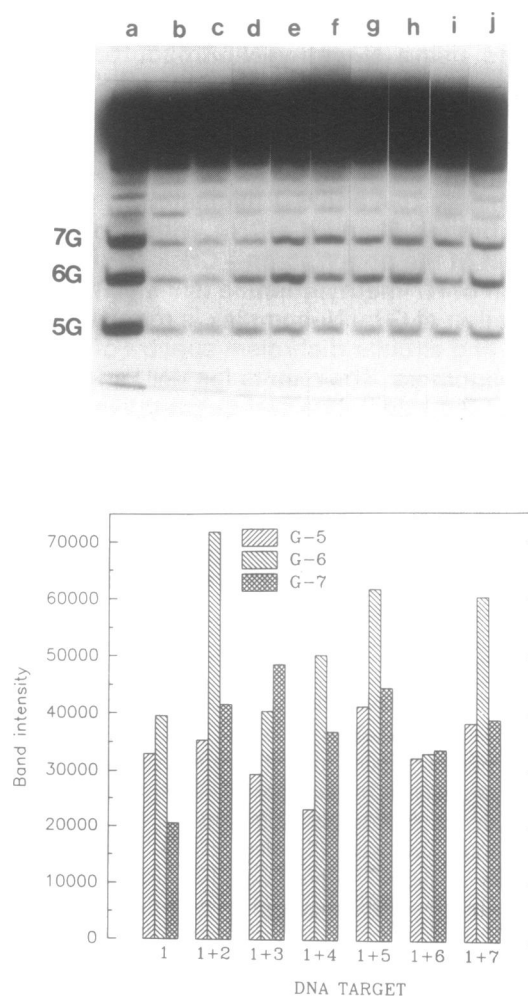 a b c d e f g h i j
7G
6G
5G
G-5
G-6
G-7
70000
60000
50000
40000
30000
20000
10000
0
Band intensity
1 1+2 1+3 1+4 1+5 1+6 1+7
DNA TARGET